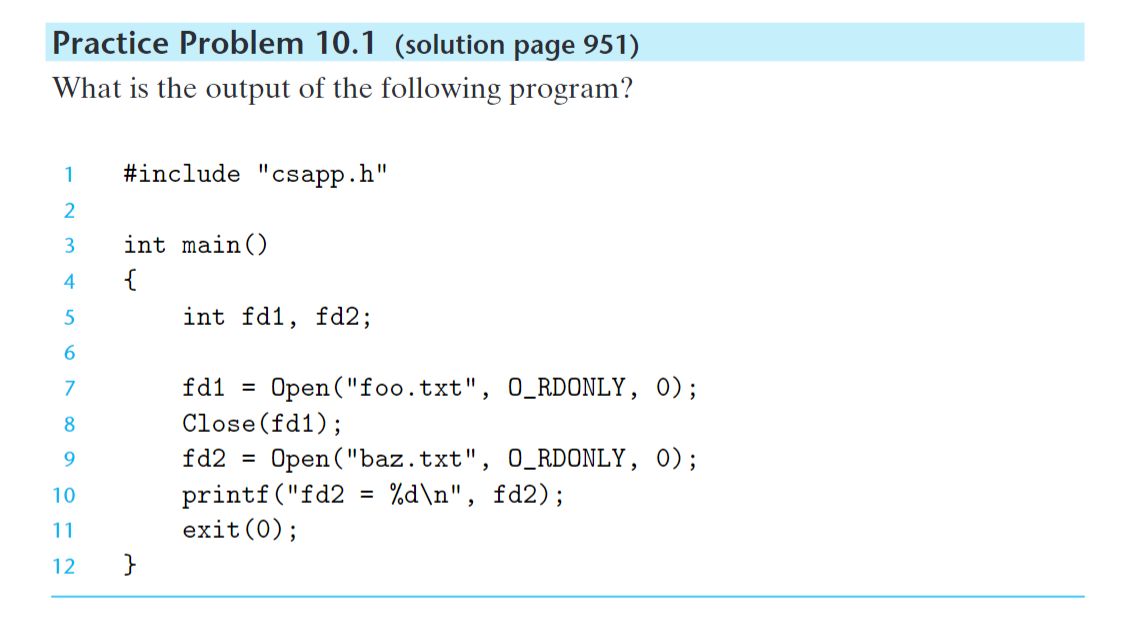 Practice Problem 10.1 (solution page 951)
What is the output of the following program?
1 #include "csapp.h"
2
3 int main()
4 {
5 int fd1, fd2;
6
7 fd1 = Open("foo.txt", O_RDONLY, 0);
8 Close(fd1);
9 fd2 = Open("baz.txt", O_RDONLY, 0);
10 printf("fd2 = %d\n", fd2);
11 exit(0);
12 }